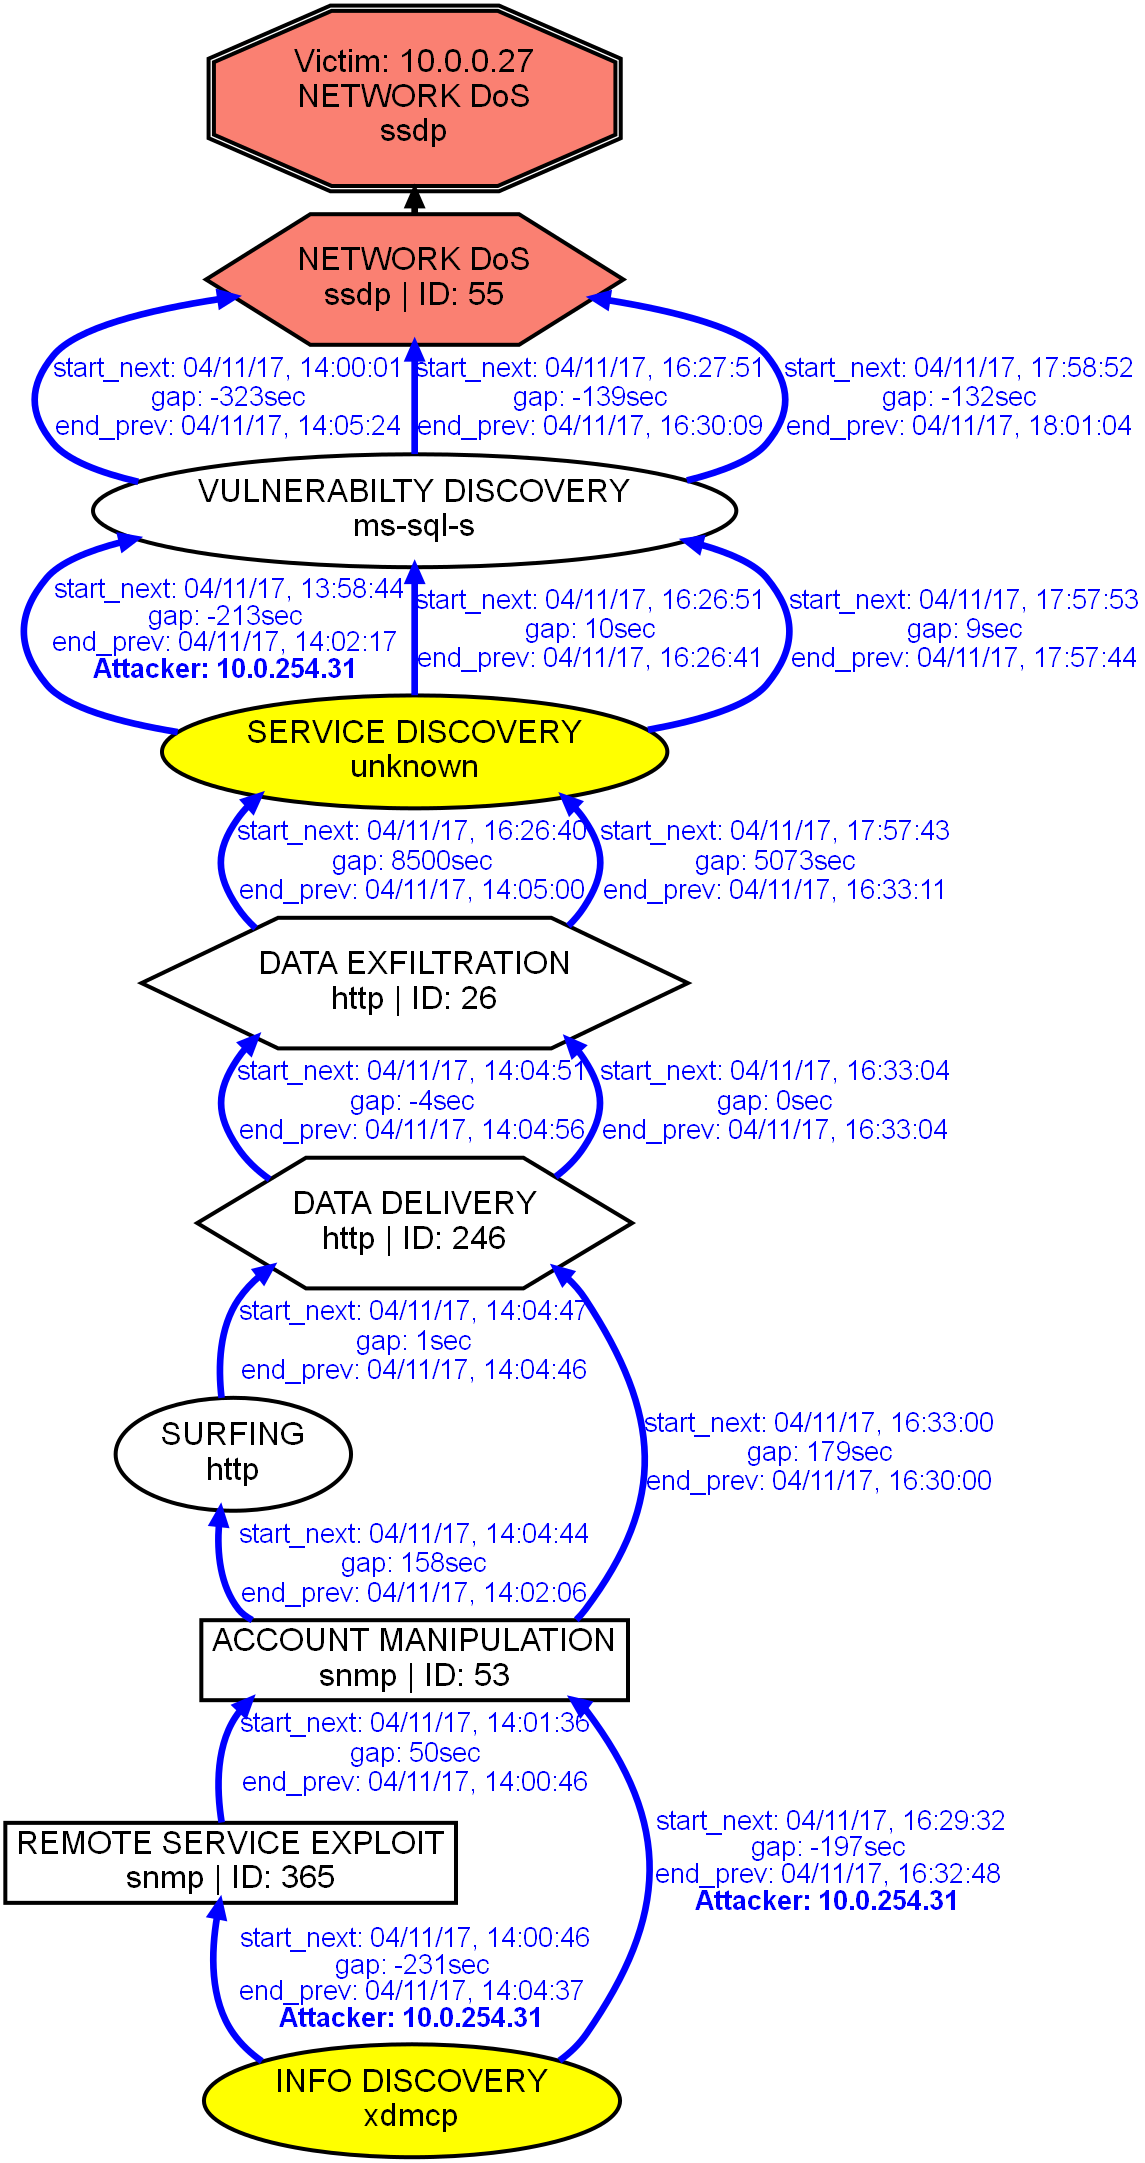 Victim: 10.0.0.27
NETWORK DoS
ssdp
NETWORK DoS
ssdp | ID: 55
start_next: 04/11/17, 14:00:01
gap: -323sec
end_prev: 04/11/17, 14:05:24
start_next: 04/11/17, 16:27:51
gap: -139sec
end_prev: 04/11/17, 16:30:09
start_next: 04/11/17, 17:58:52
gap: -132sec
end_prev: 04/11/17, 18:01:04
VULNERABILTY DISCOVERY
ms-sql-s
start_next: 04/11/17, 13:58:44
gap: -213sec
end_prev: 04/11/17, 14:02:17
Attacker: 10.0.254.31
start_next: 04/11/17, 16:26:51
gap: 10sec
end_prev: 04/11/17, 16:26:41
start_next: 04/11/17, 17:57:53
gap: 9sec
end_prev: 04/11/17, 17:57:44
SERVICE DISCOVERY
unknown
start_next: 04/11/17, 16:26:40
gap: 8500sec
end_prev: 04/11/17, 14:05:00
start_next: 04/11/17, 17:57:43
gap: 5073sec
end_prev: 04/11/17, 16:33:11
DATA EXFILTRATION
http | ID: 26
start_next: 04/11/17, 14:04:51
gap: -4sec
end_prev: 04/11/17, 14:04:56
start_next: 04/11/17, 16:33:04
gap: 0sec
end_prev: 04/11/17, 16:33:04
DATA DELIVERY
http | ID: 246
start_next: 04/11/17, 14:04:47
gap: 1sec
end_prev: 04/11/17, 14:04:46
SURFING
http
start_next: 04/11/17, 16:33:00
gap: 179sec
end_prev: 04/11/17, 16:30:00
start_next: 04/11/17, 14:04:44
gap: 158sec
end_prev: 04/11/17, 14:02:06
ACCOUNT MANIPULATION
snmp | ID: 53
start_next: 04/11/17, 14:01:36
gap: 50sec
end_prev: 04/11/17, 14:00:46
REMOTE SERVICE EXPLOIT
snmp | ID: 365
start_next: 04/11/17, 16:29:32
gap: -197sec
end_prev: 04/11/17, 16:32:48
Attacker: 10.0.254.31
start_next: 04/11/17, 14:00:46
gap: -231sec
end_prev: 04/11/17, 14:04:37
Attacker: 10.0.254.31
INFO DISCOVERY
xdmcp